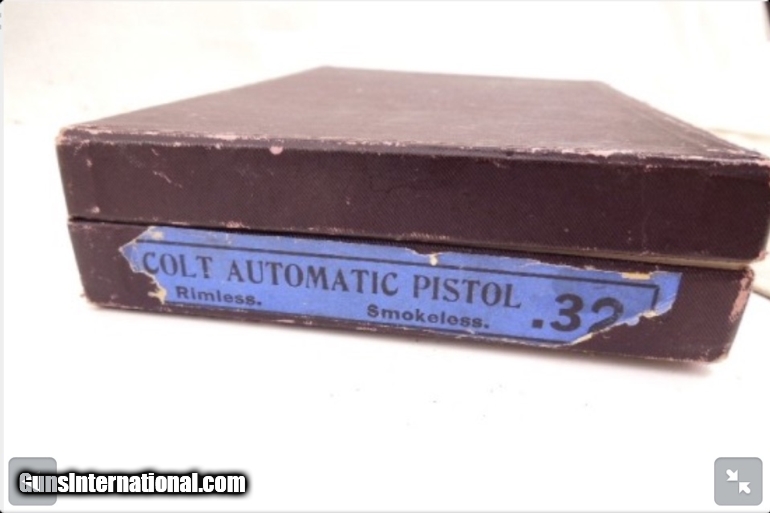 COLT AUTOMATIC PISTOL .32
Rimless. Smokeless.
GunsInternational.com